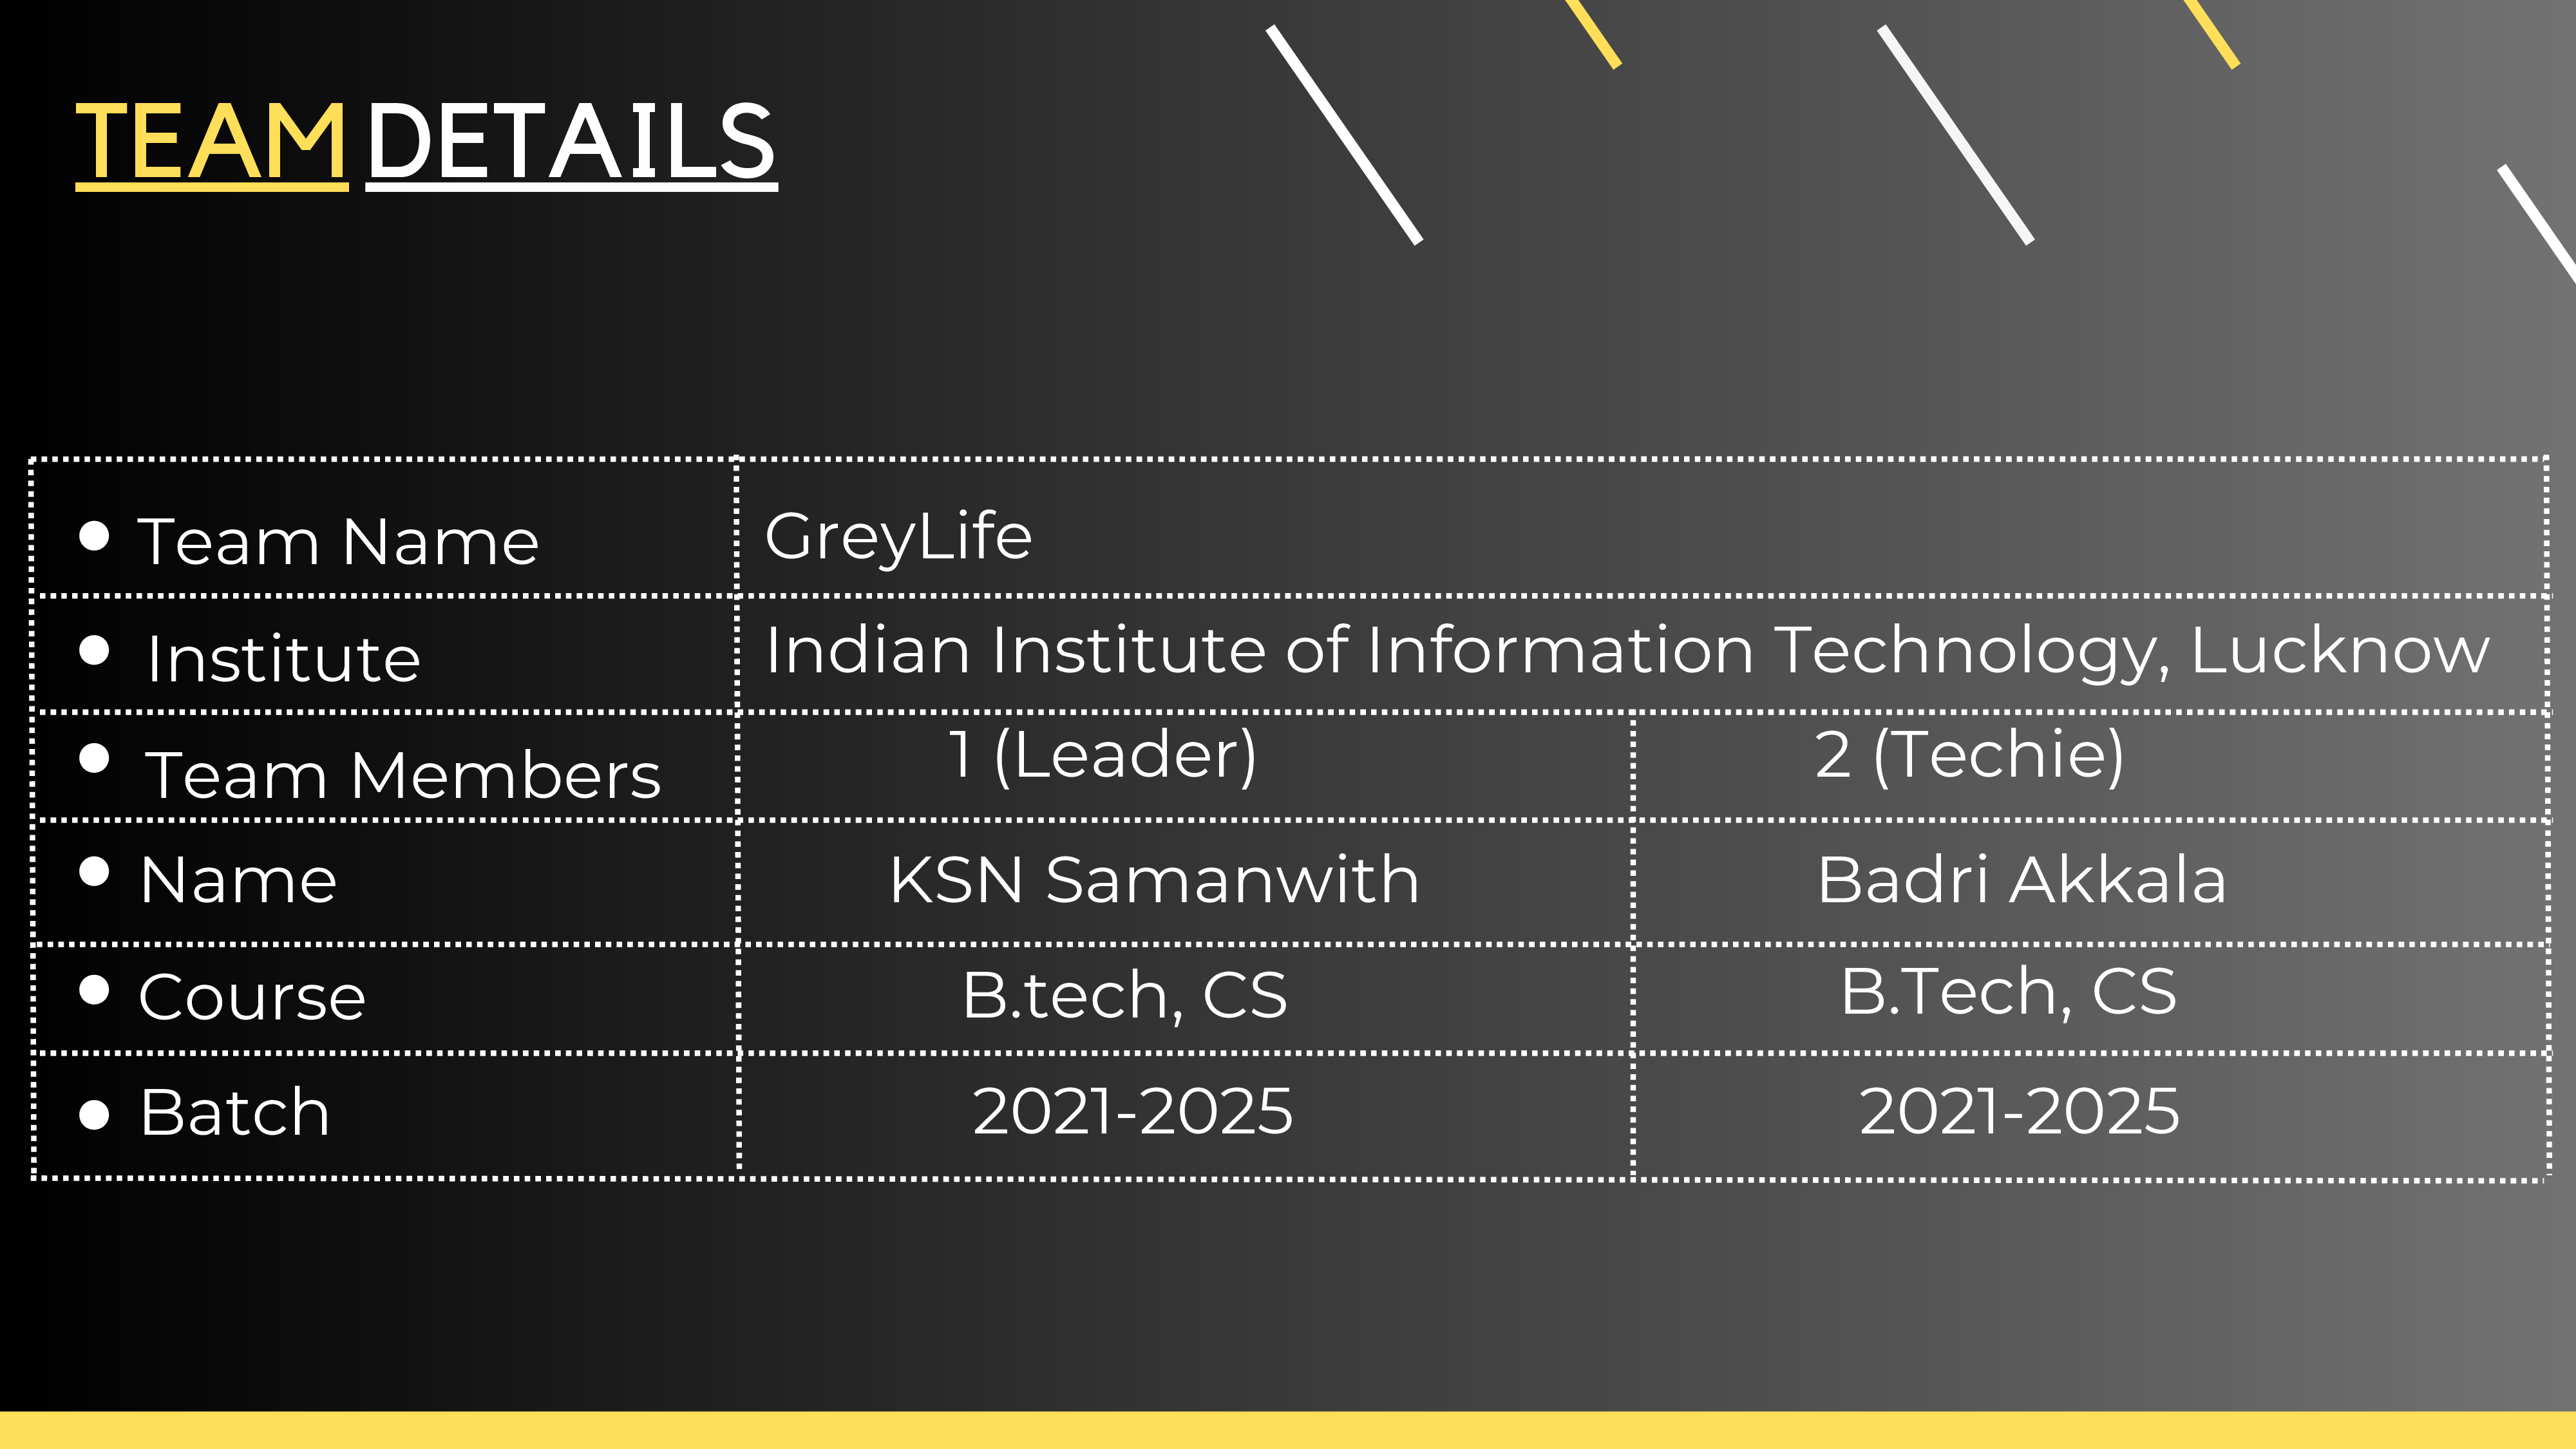 TEAM DETAILS
Team Name GreyLife
Institute Indian Institute of Information Technology, Lucknow
Team Members 1 (Leader) 2 (Techie)
Name KSN Samanwith Badri Akkala
Course B.tech, CS B.Tech, CS
Batch 2021-2025 2021-2025